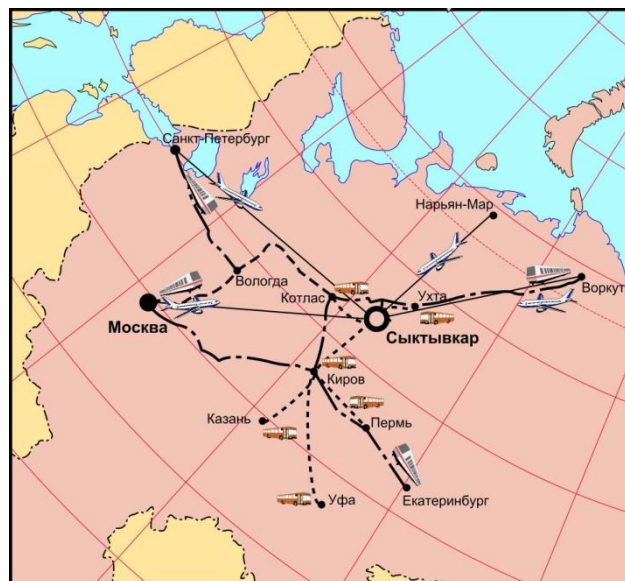 Санкт-Петербург
Нарьян-Мар
Вологда
Котлас
Ухта
Воркут
Москва
Сыктывкар
Киров
Казань
Пермь
Уфа
Екатеринбург